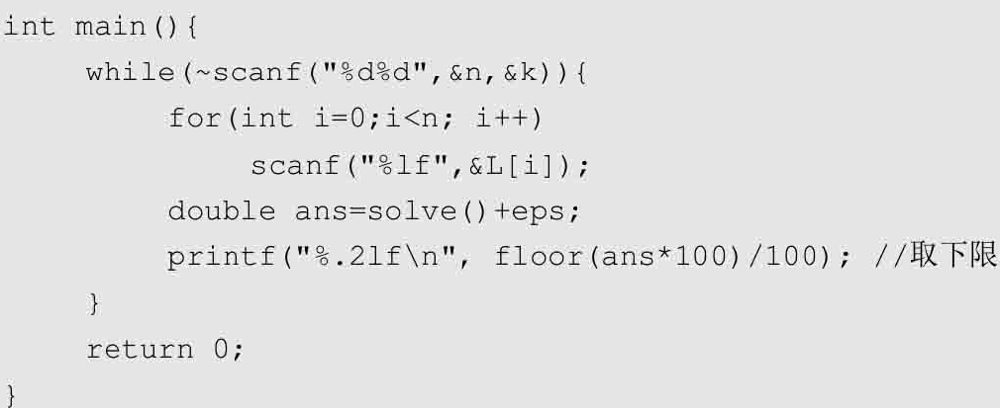 int main(){
while(~scanf("%d%d",&n,&k)){
for(int i=0;i<n; i++)
scanf("%lf",&L[i]);
double ans=solve()+eps;
printf("%.2lf\n", floor(ans*100)/100); //取下限
}
return 0;
}